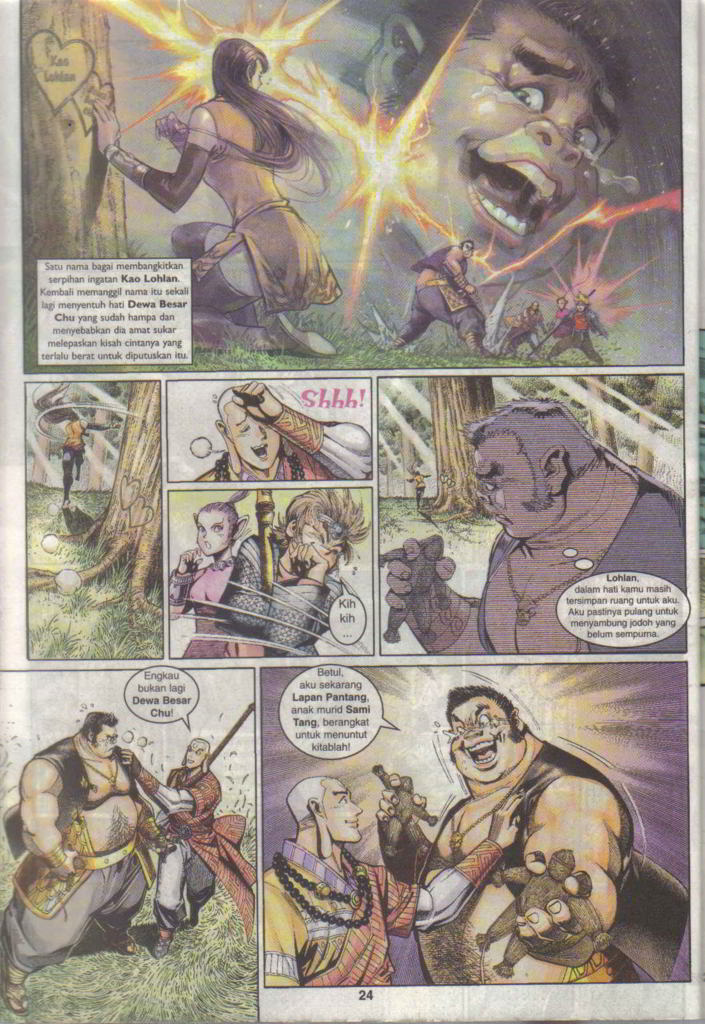 Kao
Lohlan
Satu nama bagai membangkitkan
serpihan ingatan Kao Lohlan.
Kembali memanggil nama itu sekali
lagi menyentuh hati Dewa Besar
Chu yang sudah hampa dan
menyebabkan dia amat sukar
melepaskan kisah cintanya yang
terlalu berat untuk diputuskan itu.
Shhh!
Kih
kih
...
Lohlan,
dalam hati kamu masih
tersimpan ruang untuk aku.
Aku pastinya pulang untuk
menyambung jodoh yang
belum sempurna.
Engkau
bukan lagi
Dewa Besar
Chu!
Betul,
aku sekarang
Lapan Pantang,
anak murid Sami
Tang, berangkat
untuk menuntut
kitablah!
24